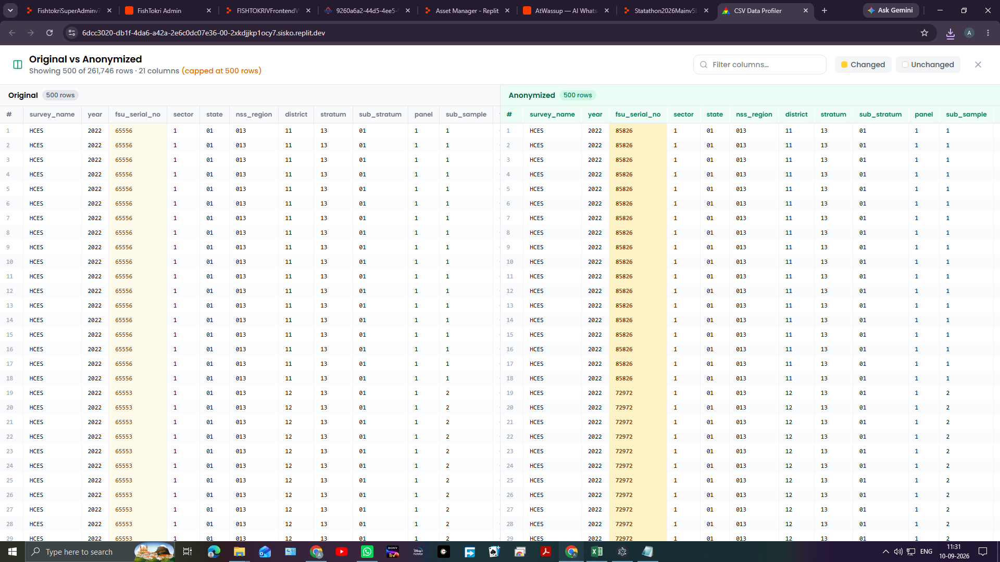 FishtokriSuperAdminv7
FishTokri Admin
FISHTOKRIVFrontendV
9260a6a2-44d5-4ee5-9
Asset Manager - Replit
AtWassup — AI Whats
Statathon2026Mainv5
CSV Data Profiler
Ask Gemini
6dcc3020-db1f-4da6-a42a-2e6c0dc07e36-00-2xkdjjkp1ocy7.sisko.replit.dev
A
Original vs Anonymized
Showing 500 of 261,746 rows · 21 columns (capped at 500 rows)
Filter columns...
Changed
Unchanged
Original 500 rows
Anonymized 500 rows
# survey_name year fsu_serial_no sector state nss_region district stratum sub_stratum panel sub_sample # survey_name year fsu_serial_no sector state nss_region district stratum sub_stratum panel sub_sample
1 HCES 2022 65556 1 01 013 11 13 01 1 1 1 HCES 2022 85826 1 01 013 11 13 01 1 1
2 HCES 2022 65556 1 01 013 11 13 01 1 1 2 HCES 2022 85826 1 01 013 11 13 01 1 1
3 HCES 2022 65556 1 01 013 11 13 01 1 1 3 HCES 2022 85826 1 01 013 11 13 01 1 1
4 HCES 2022 65556 1 01 013 11 13 01 1 1 4 HCES 2022 85826 1 01 013 11 13 01 1 1
5 HCES 2022 65556 1 01 013 11 13 01 1 1 5 HCES 2022 85826 1 01 013 11 13 01 1 1
6 HCES 2022 65556 1 01 013 11 13 01 1 1 6 HCES 2022 85826 1 01 013 11 13 01 1 1
7 HCES 2022 65556 1 01 013 11 13 01 1 1 7 HCES 2022 85826 1 01 013 11 13 01 1 1
8 HCES 2022 65556 1 01 013 11 13 01 1 1 8 HCES 2022 85826 1 01 013 11 13 01 1 1
9 HCES 2022 65556 1 01 013 11 13 01 1 1 9 HCES 2022 85826 1 01 013 11 13 01 1 1
10 HCES 2022 65556 1 01 013 11 13 01 1 1 10 HCES 2022 85826 1 01 013 11 13 01 1 1
11 HCES 2022 65556 1 01 013 11 13 01 1 1 11 HCES 2022 85826 1 01 013 11 13 01 1 1
12 HCES 2022 65556 1 01 013 11 13 01 1 1 12 HCES 2022 85826 1 01 013 11 13 01 1 1
13 HCES 2022 65556 1 01 013 11 13 01 1 1 13 HCES 2022 85826 1 01 013 11 13 01 1 1
14 HCES 2022 65556 1 01 013 11 13 01 1 1 14 HCES 2022 85826 1 01 013 11 13 01 1 1
15 HCES 2022 65556 1 01 013 11 13 01 1 1 15 HCES 2022 85826 1 01 013 11 13 01 1 1
16 HCES 2022 65556 1 01 013 11 13 01 1 1 16 HCES 2022 85826 1 01 013 11 13 01 1 1
17 HCES 2022 65556 1 01 013 11 13 01 1 1 17 HCES 2022 85826 1 01 013 11 13 01 1 1
18 HCES 2022 65556 1 01 013 11 13 01 1 1 18 HCES 2022 85826 1 01 013 11 13 01 1 1
19 HCES 2022 65553 1 01 013 12 13 01 1 2 19 HCES 2022 72972 1 01 013 12 13 01 1 2
20 HCES 2022 65553 1 01 013 12 13 01 1 2 20 HCES 2022 72972 1 01 013 12 13 01 1 2
21 HCES 2022 65553 1 01 013 12 13 01 1 2 21 HCES 2022 72972 1 01 013 12 13 01 1 2
22 HCES 2022 65553 1 01 013 12 13 01 1 2 22 HCES 2022 72972 1 01 013 12 13 01 1 2
23 HCES 2022 65553 1 01 013 12 13 01 1 2 23 HCES 2022 72972 1 01 013 12 13 01 1 2
24 HCES 2022 65553 1 01 013 12 13 01 1 2 24 HCES 2022 72972 1 01 013 12 13 01 1 2
25 HCES 2022 65553 1 01 013 12 13 01 1 2 25 HCES 2022 72972 1 01 013 12 13 01 1 2
26 HCES 2022 65553 1 01 013 12 13 01 1 2 26 HCES 2022 72972 1 01 013 12 13 01 1 2
27 HCES 2022 65553 1 01 013 12 13 01 1 2 27 HCES 2022 72972 1 01 013 12 13 01 1 2
28 HCES 2022 65553 1 01 013 12 13 01 1 2 28 HCES 2022 72972 1 01 013 12 13 01 1 2
29 HCES 2022 65553 1 01 013 12 13 01 1 2 29 HCES 2022 72972 1 01 013 12 13 01 1 2
Type here to search
ENG
11:31
10-09-2026